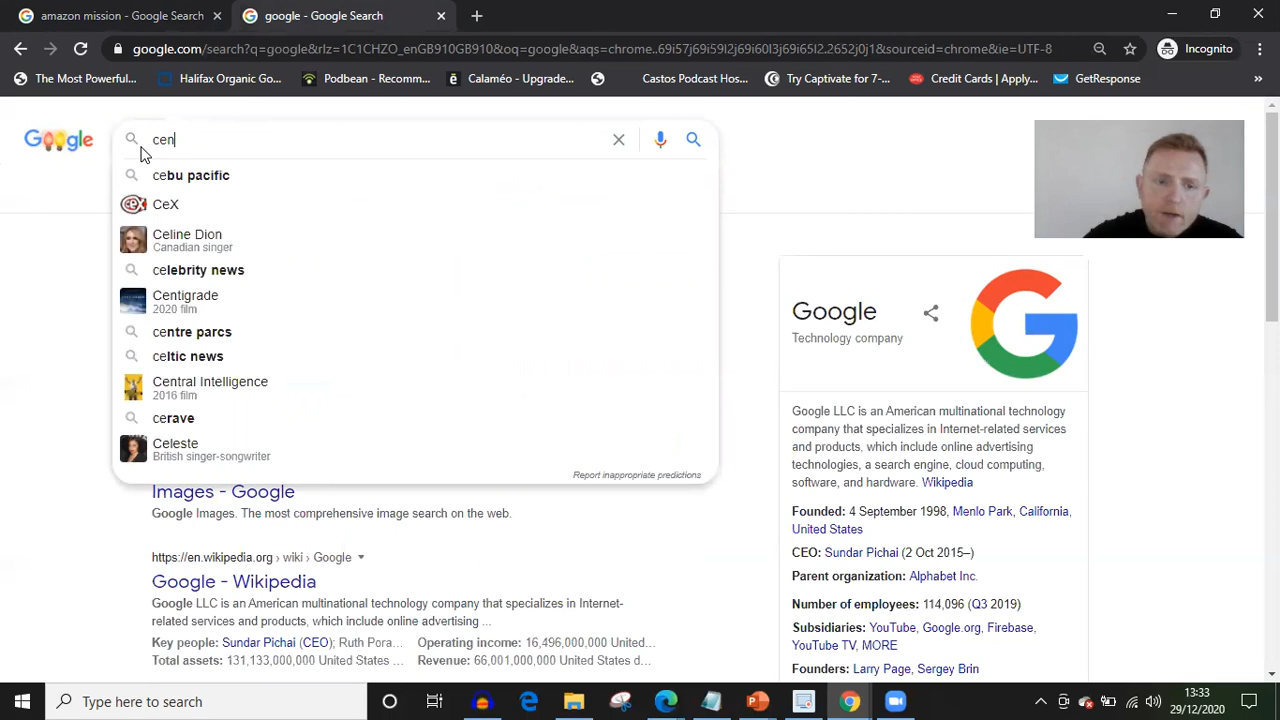 amazon mission - Google Search
google - Google Search
google.com/search?q=google&rlz=1C1CHZO_enGB910GB910&oq=google&aqs=chrome..69i57j69i59l2j69i60l3j69i65l2.2652j0j1&sourceid=chrome&ie=UTF-8
Incognito
The Most Powerful...
Halifax Organic Go...
Podbean - Recomm...
Calaméo - Upgrade...
Castos Podcast Hos...
Try Captivate for 7-...
Credit Cards | Apply...
GetResponse
Google
cen
cebu pacific
CeX
Celine Dion
Canadian singer
celebrity news
Centigrade
2020 film
centre parcs
celtic news
Central Intelligence
2016 film
cerave
Celeste
British singer-songwriter
Report inappropriate predictions
Images - Google
Google Images. The most comprehensive image search on the web.
https://en.wikipedia.org › wiki › Google
Google - Wikipedia
Google LLC is an American multinational technology company that specializes in Internet-
related services and products, which include online advertising ...
Key people: Sundar Pichai (CEO); Ruth Pora... Operating income: 16,496,000,000 United...
Total assets: 131,133,000,000 United States ... Revenue: 66,001,000,000 United States d...
Google
Technology company
G
Google LLC is an American multinational technology
company that specializes in Internet-related services
and products, which include online advertising
technologies, a search engine, cloud computing,
software, and hardware. Wikipedia
Founded: 4 September 1998, Menlo Park, California,
United States
CEO: Sundar Pichai (2 Oct 2015–)
Parent organization: Alphabet Inc.
Number of employees: 114,096 (Q3 2019)
Subsidiaries: YouTube, Google.org, Firebase,
YouTube TV, MORE
Founders: Larry Page, Sergey Brin
Type here to search
13:33
29/12/2020